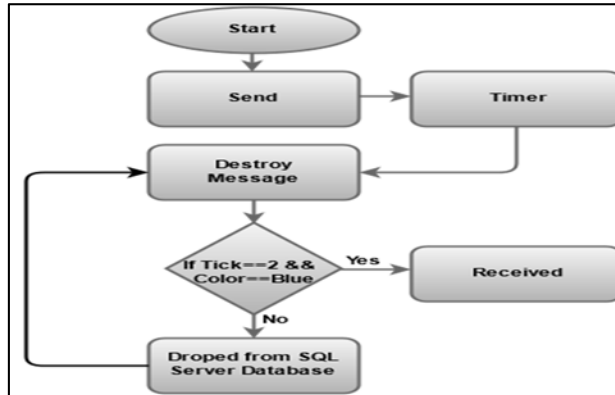 Start
Send
Timer
Destroy
Message
If Tick==2 &&
Color==Blue
Yes
Received
No
Droped from SQL
Server Database